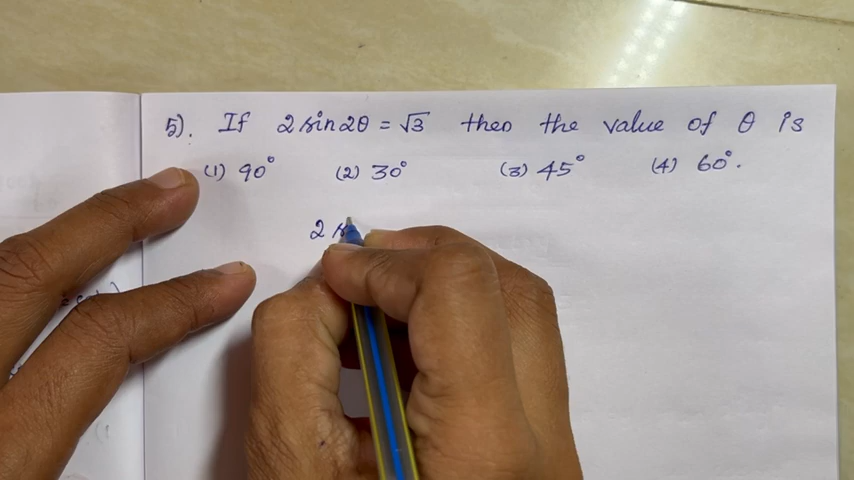 5). If 2 sin 2θ = √3 then the value of θ is
(1) 90° (2) 30° (3) 45° (4) 60°.
2